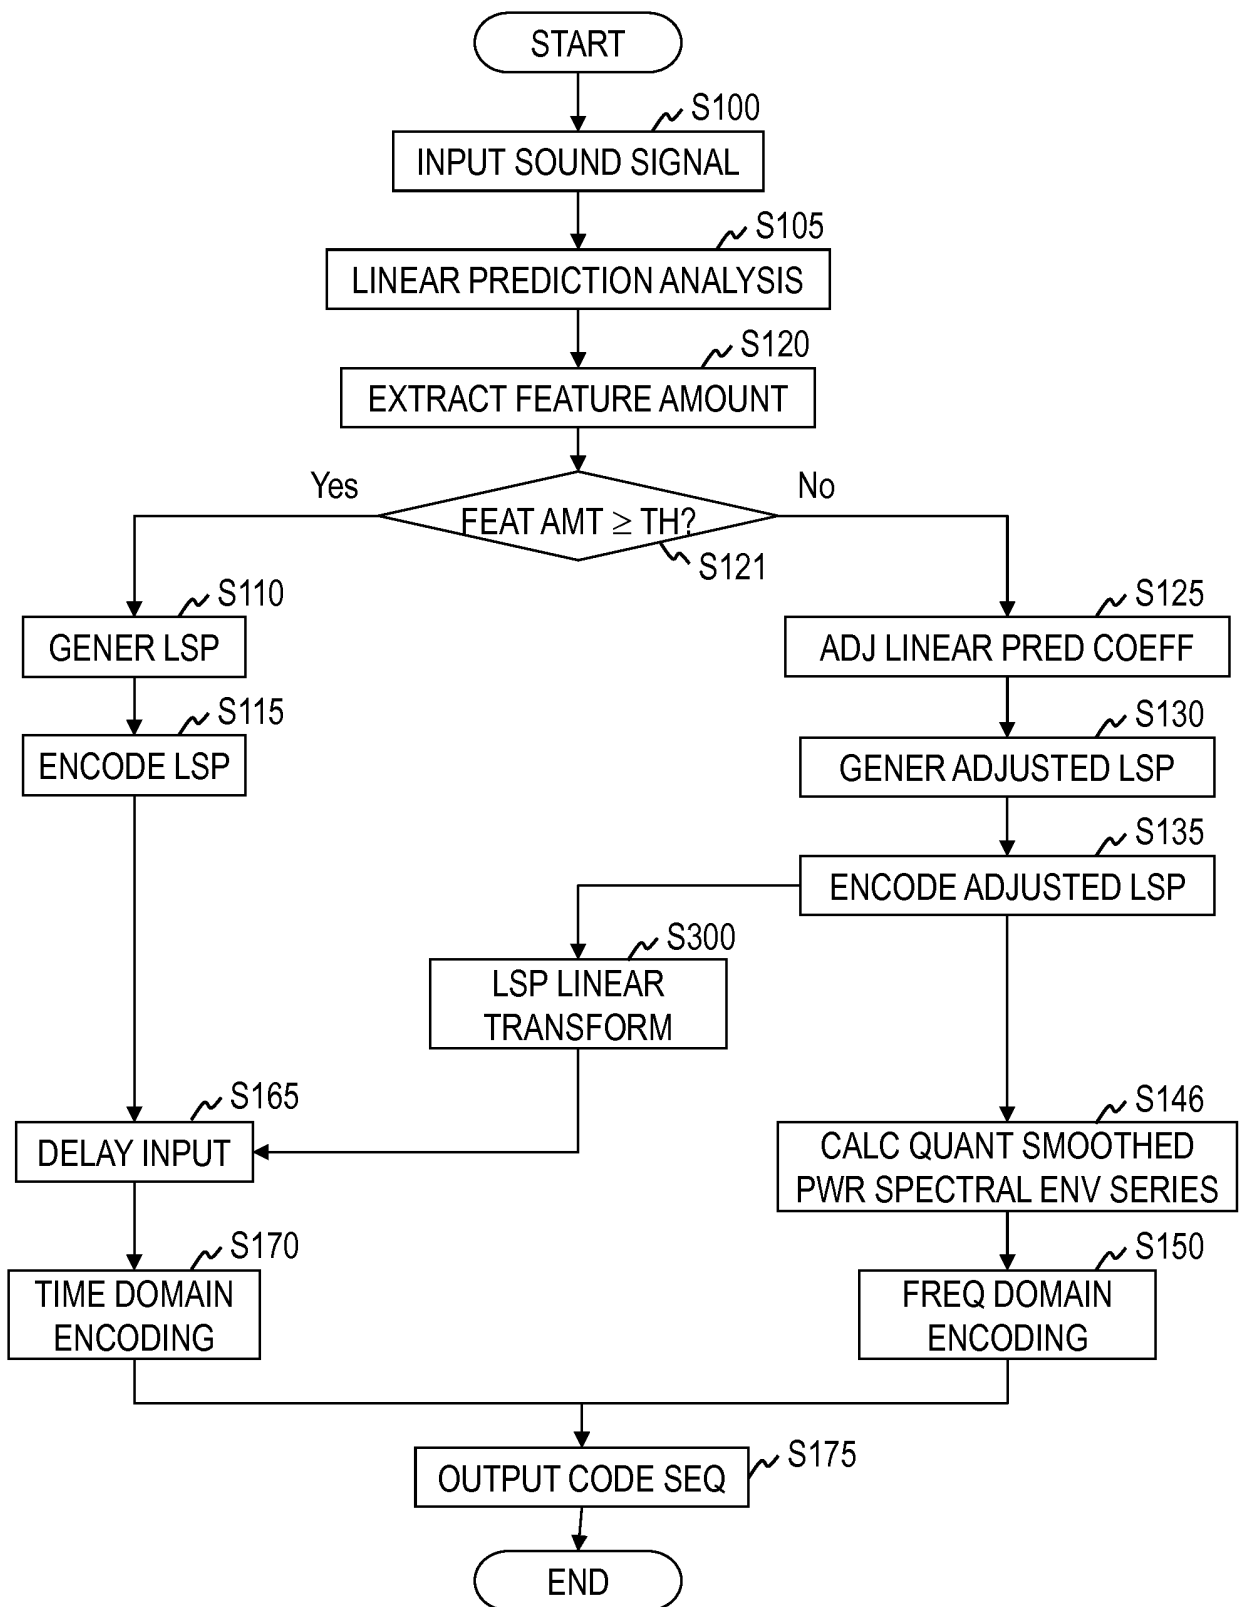 START
S100
INPUT SOUND SIGNAL
S105
LINEAR PREDICTION ANALYSIS
S120
EXTRACT FEATURE AMOUNT
Yes
No
FEAT AMT ≥ TH?
S121
S110
GENER LSP
S125
ADJ LINEAR PRED COEFF
S115
ENCODE LSP
S130
GENER ADJUSTED LSP
S135
ENCODE ADJUSTED LSP
S300
LSP LINEAR
TRANSFORM
S165
DELAY INPUT
S146
CALC QUANT SMOOTHED
PWR SPECTRAL ENV SERIES
S170
TIME DOMAIN
ENCODING
S150
FREQ DOMAIN
ENCODING
S175
OUTPUT CODE SEQ
END